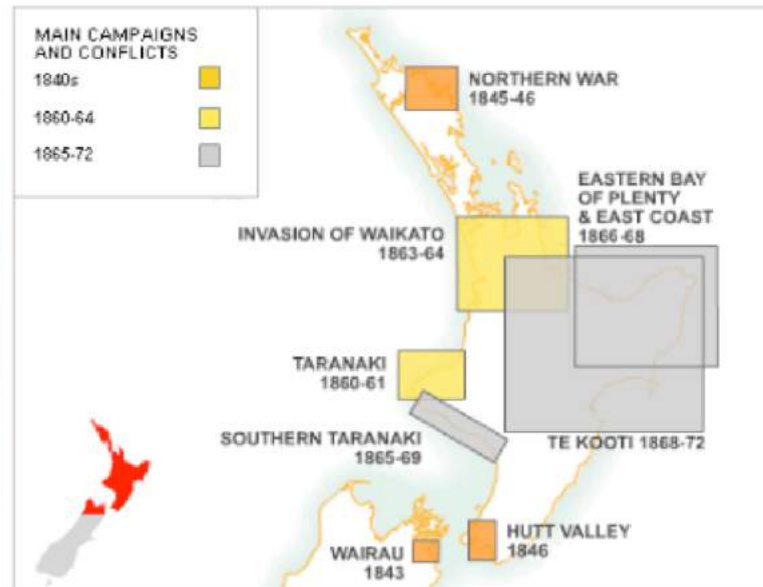 MAIN CAMPAIGNS
AND CONFLICTS
1840s
1860-64
1865-72
NORTHERN WAR
1845-46
EASTERN BAY
OF PLENTY
& EAST COAST
1866-68
INVASION OF WAIKATO
1863-64
TARANAKI
1860-61
SOUTHERN TARANAKI
1865-69
TE KOOTI 1868-72
HUTT VALLEY
1846
WAIRAU
1843